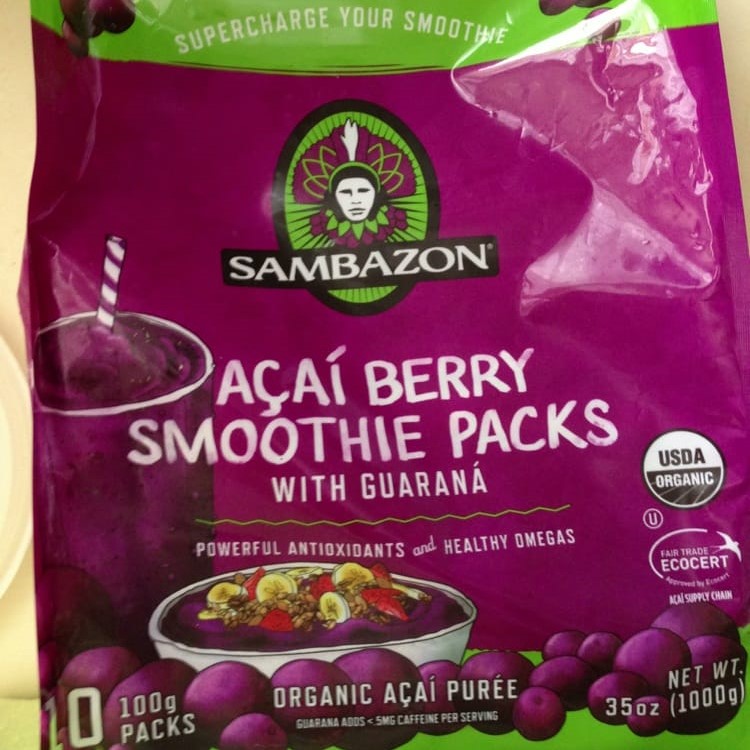 SUPERCHARGE YOUR SMOOTHIE
SAMBAZON®
AÇAÍ BERRY
SMOOTHIE PACKS
WITH GUARANÁ
USDA
ORGANIC
U
POWERFUL ANTIOXIDANTS and HEALTHY OMEGAS
FAIR TRADE
ECOCERT
Approved by Ecocert
AÇAÍ SUPPLY CHAIN
10 100g
PACKS
ORGANIC AÇAÍ PURÉE
GUARANA ADDS < 5MG CAFFEINE PER SERVING
NET WT.
35oz (1000g)